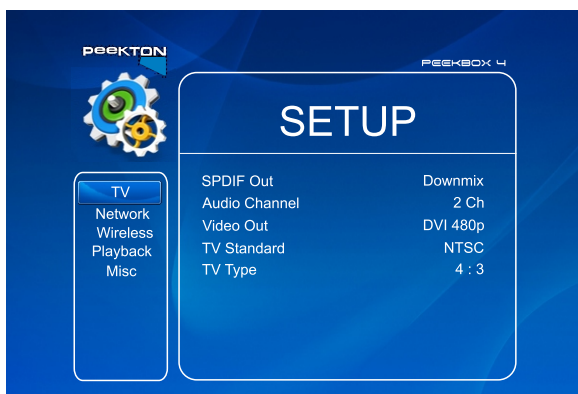 PEEKTON
PEEKBOX 4
SETUP
TV
Network
Wireless
Playback
Misc
SPDIF Out Downmix
Audio Channel 2 Ch
Video Out DVI 480p
TV Standard NTSC
TV Type 4 : 3